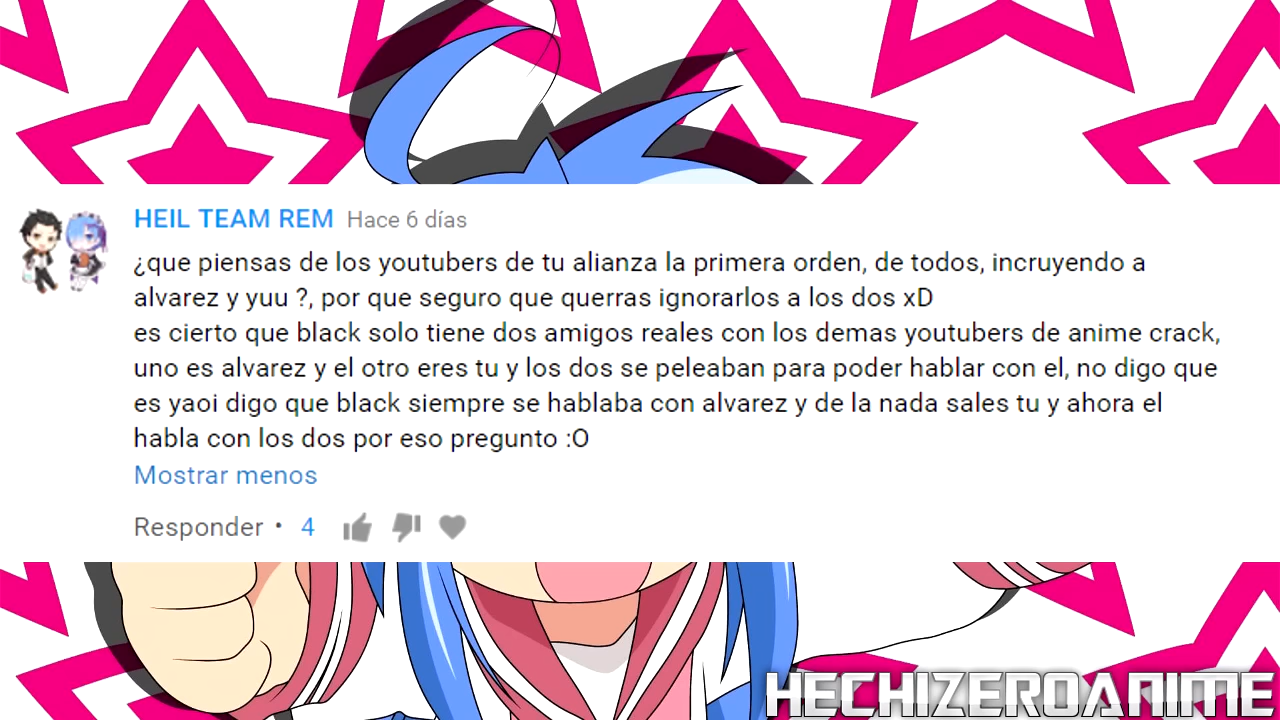 HEIL TEAM REM Hace 6 días
¿que piensas de los youtubers de tu alianza la primera orden, de todos, incruyendo a
alvarez y yuu ?, por que seguro que querras ignorarlos a los dos xD
es cierto que black solo tiene dos amigos reales con los demas youtubers de anime crack,
uno es alvarez y el otro eres tu y los dos se peleaban para poder hablar con el, no digo que
es yaoi digo que black siempre se hablaba con alvarez y de la nada sales tu y ahora el
habla con los dos por eso pregunto :O
Mostrar menos
Responder • 4
HECHIZEROANIME